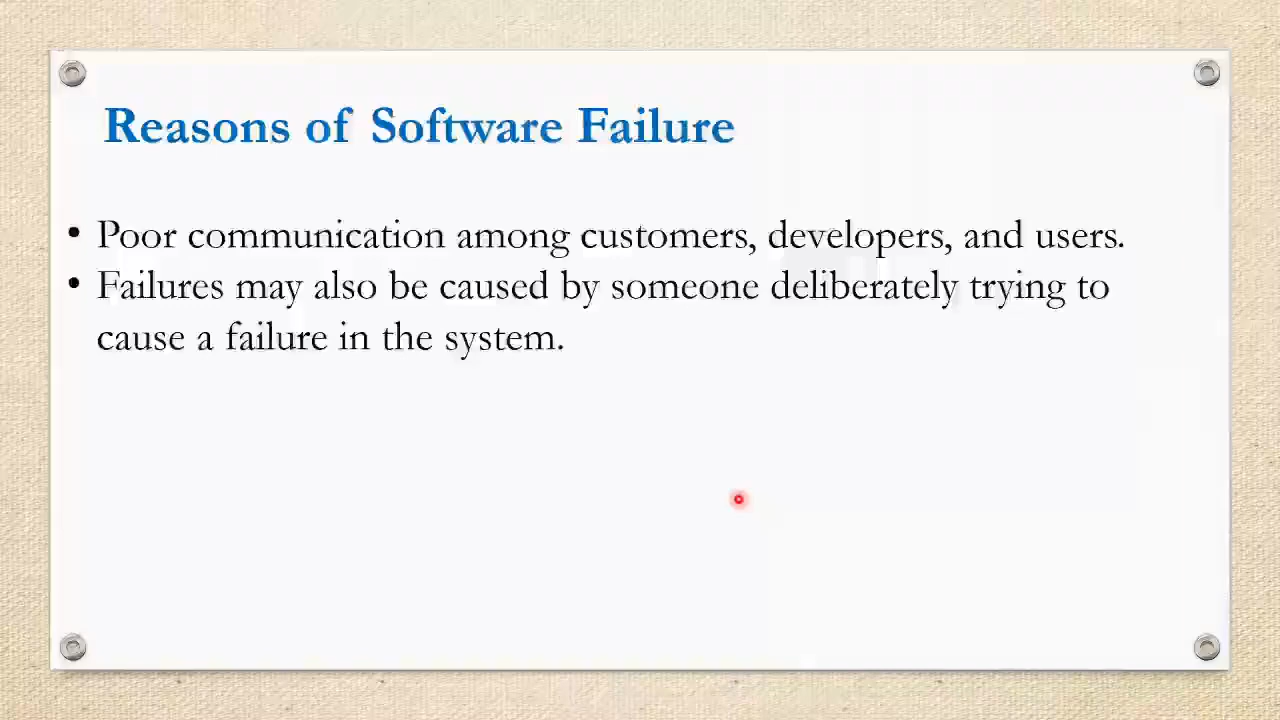 Reasons of Software Failure
• Poor communication among customers, developers, and users.
• Failures may also be caused by someone deliberately trying to
cause a failure in the system.